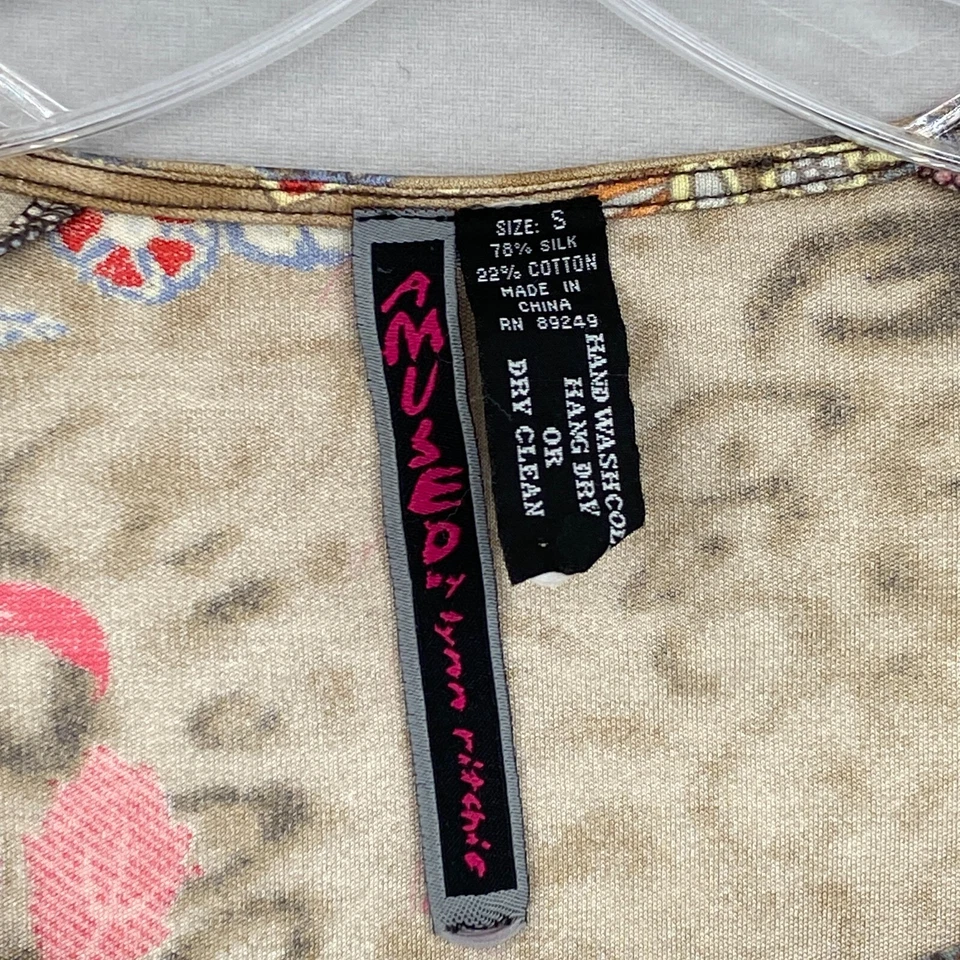 AMUSED
BY lynn ritchie
SIZE: S
78% SILK
22% COTTON
MADE IN
CHINA
RN 89249
HAND WASH COL
HANG DRY
OR
DRY CLEAN